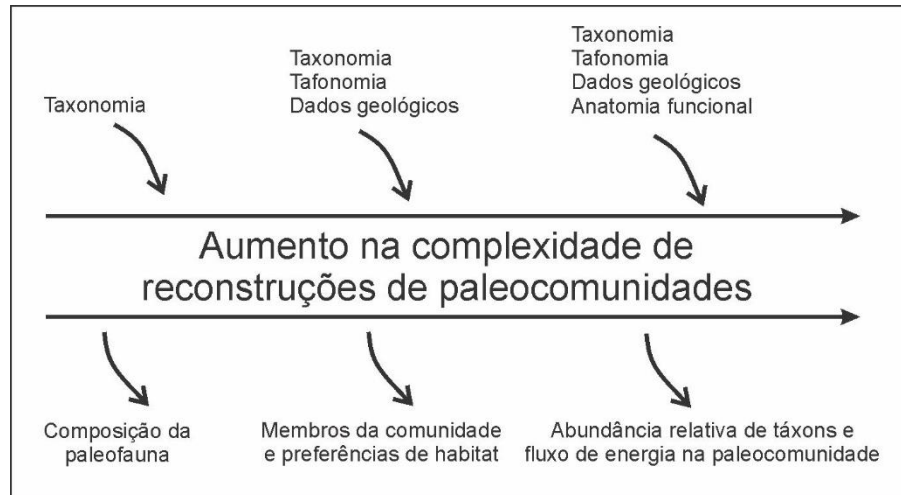 Taxonomia
Taxonomia
Tafonomia
Dados geológicos
Taxonomia
Tafonomia
Dados geológicos
Anatomia funcional
Aumento na complexidade de
reconstruções de paleocomunidades
Composição da
paleofauna
Membros da comunidade
e preferências de habitat
Abundância relativa de táxons e
fluxo de energia na paleocomunidade